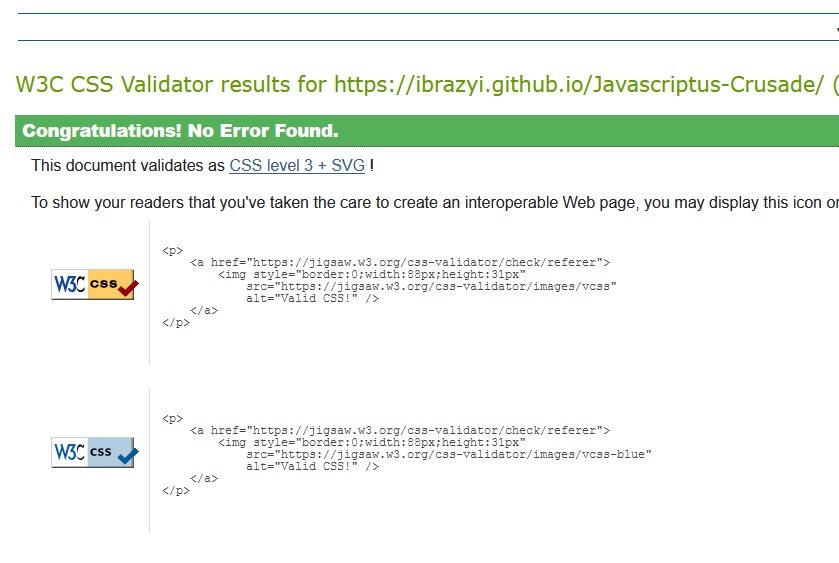 W3C CSS Validator results for https://ibrazyi.github.io/Javascriptus-Crusade/ (
Congratulations! No Error Found.
This document validates as CSS level 3 + SVG !
To show your readers that you've taken the care to create an interoperable Web page, you may display this icon on
W3C css
<p>
<a href="https://jigsaw.w3.org/css-validator/check/referer">
<img style="border:0;width:88px;height:31px"
src="https://jigsaw.w3.org/css-validator/images/vcss"
alt="Valid CSS!" />
</a>
</p>
W3C css
<p>
<a href="https://jigsaw.w3.org/css-validator/check/referer">
<img style="border:0;width:88px;height:31px"
src="https://jigsaw.w3.org/css-validator/images/vcss-blue"
alt="Valid CSS!" />
</a>
</p>